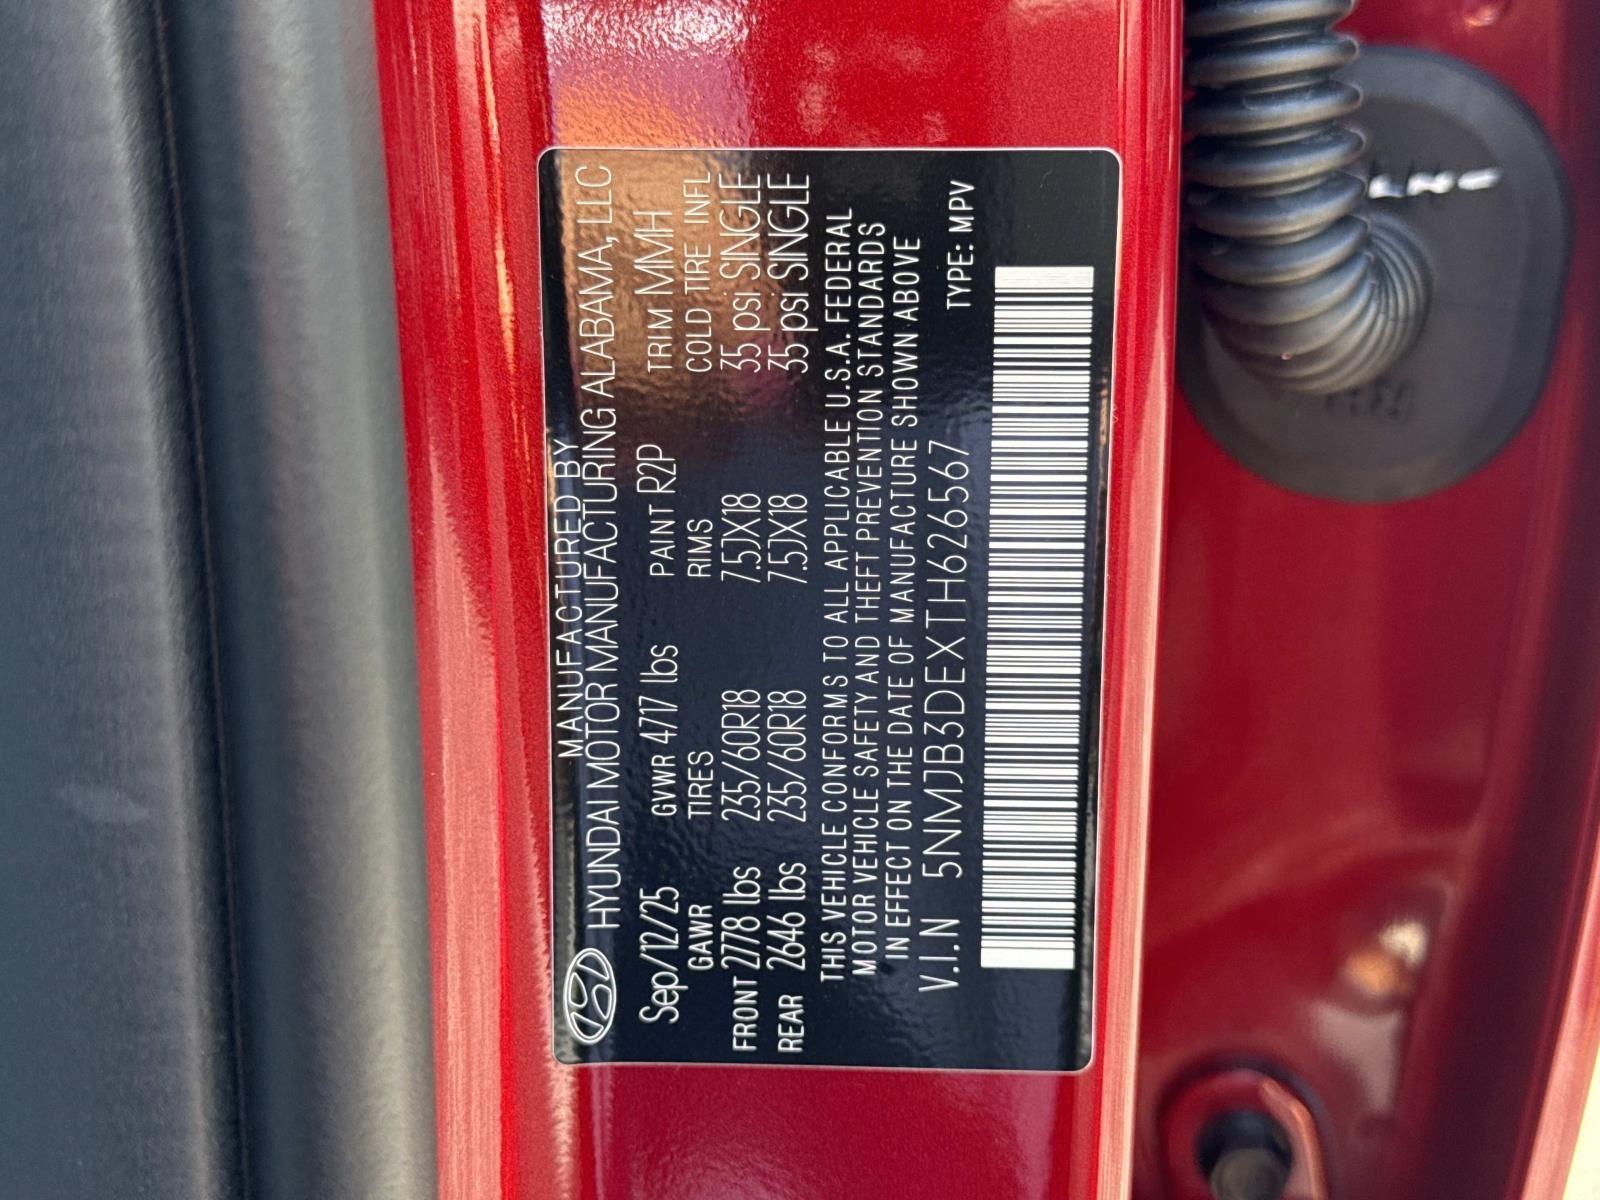 MANUFACTURED BY
HYUNDAI MOTOR MANUFACTURING ALABAMA, LLC
Sep/12/25 GVWR 4717 lbs PAINT R2P TRIM MMH
GAWR TIRES RIMS COLD TIRE INFL
FRONT 2778 lbs 235/60R18 7.5JX18 35 psi SINGLE
REAR 2646 lbs 235/60R18 7.5JX18 35 psi SINGLE
THIS VEHICLE CONFORMS TO ALL APPLICABLE U.S.A. FEDERAL
MOTOR VEHICLE SAFETY AND THEFT PREVENTION STANDARDS
IN EFFECT ON THE DATE OF MANUFACTURE SHOWN ABOVE
V.I.N 5NMJB3DEXTH626567 TYPE: MPV